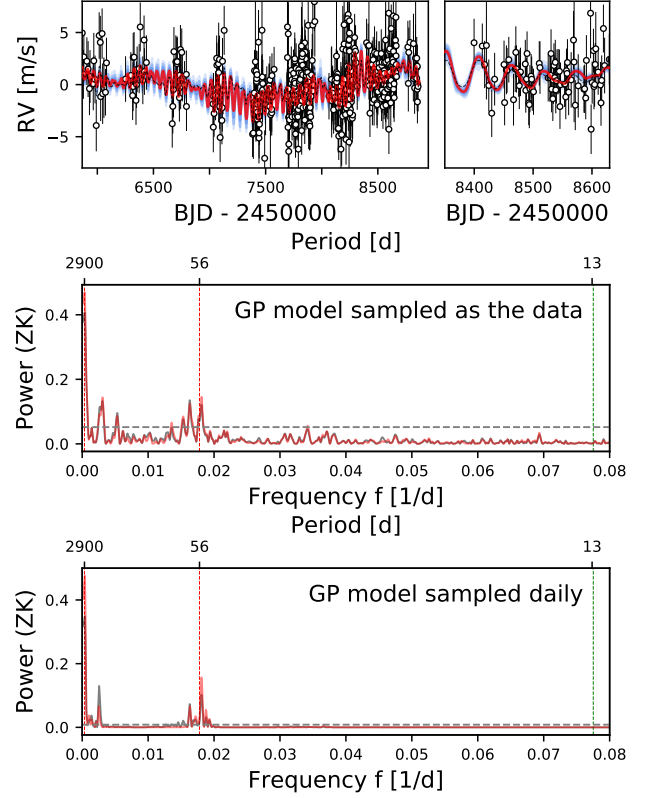 RV [m/s]
5
0
−5
6500 7500 8500
8400 8500 8600
BJD - 2450000 BJD - 2450000
Period [d]
2900 56 13
GP model sampled as the data
Power (ZK)
0.4
0.2
0.0
0.00 0.01 0.02 0.03 0.04 0.05 0.06 0.07 0.08
Frequency f [1/d]
Period [d]
2900 56 13
GP model sampled daily
Power (ZK)
0.4
0.2
0.0
0.00 0.01 0.02 0.03 0.04 0.05 0.06 0.07 0.08
Frequency f [1/d]